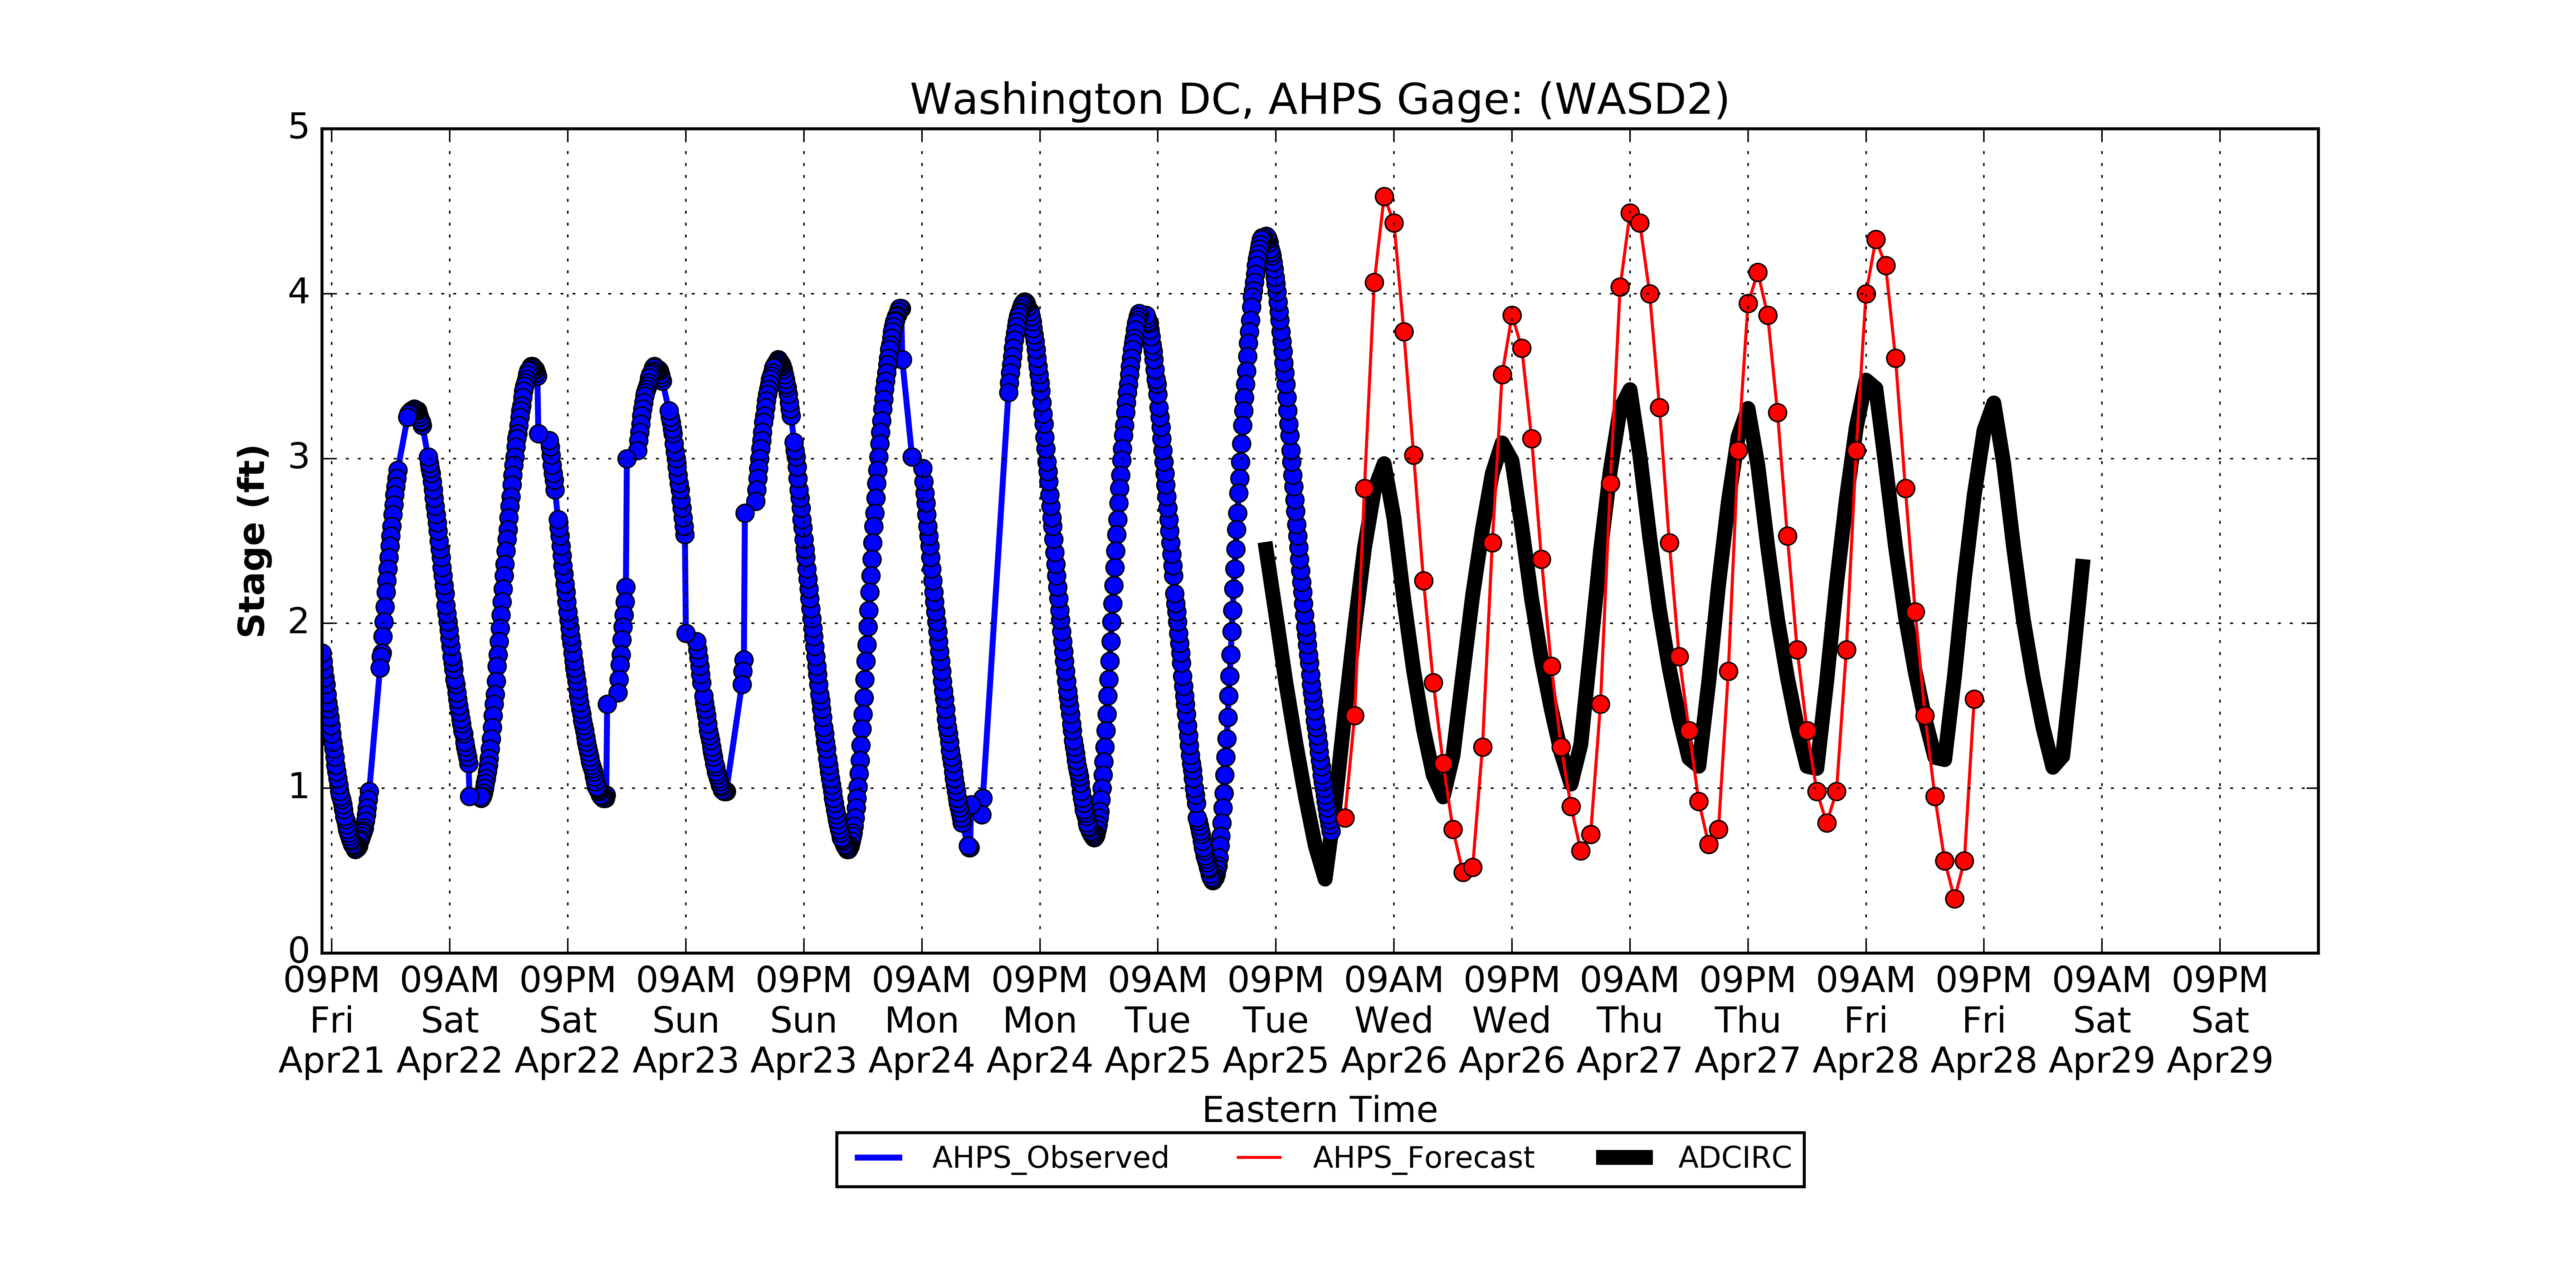 Washington DC, AHPS Gage: (WASD2)
5
4
3
2
1
0
Stage (ft)
09PM 09AM 09PM 09AM 09PM 09AM 09PM 09AM 09PM 09AM 09PM 09AM 09PM 09AM 09PM 09AM 09PM
Fri Sat Sat Sun Sun Mon Mon Tue Tue Wed Wed Thu Thu Fri Fri Sat Sat
Apr21 Apr22 Apr22 Apr23 Apr23 Apr24 Apr24 Apr25 Apr25 Apr26 Apr26 Apr27 Apr27 Apr28 Apr28 Apr29 Apr29
Eastern Time
AHPS_Observed AHPS_Forecast ADCIRC